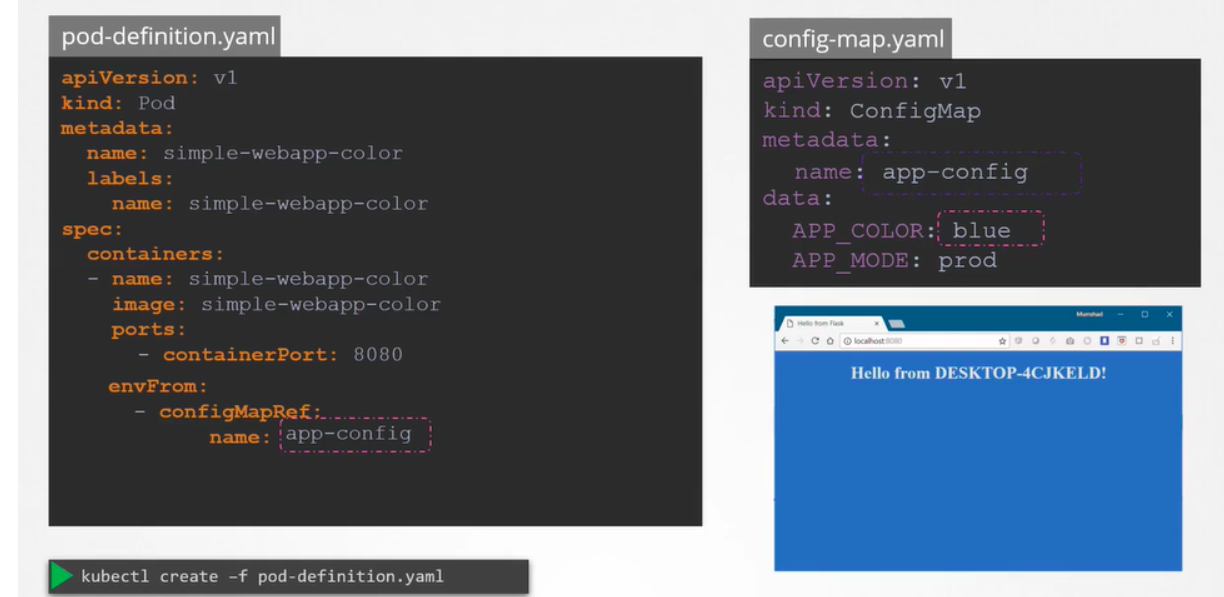 pod-definition.yaml
apiVersion: v1
kind: Pod
metadata:
  name: simple-webapp-color
  labels:
    name: simple-webapp-color
spec:
  containers:
  - name: simple-webapp-color
    image: simple-webapp-color
    ports:
      - containerPort: 8080
    envFrom:
      - configMapRef:
            name: app-config
kubectl create –f pod-definition.yaml
config-map.yaml
apiVersion: v1
kind: ConfigMap
metadata:
  name: app-config
data:
  APP_COLOR: blue
  APP_MODE: prod
Hello from Flask
Mumshad
localhost:8080
Hello from DESKTOP-4CJKELD!